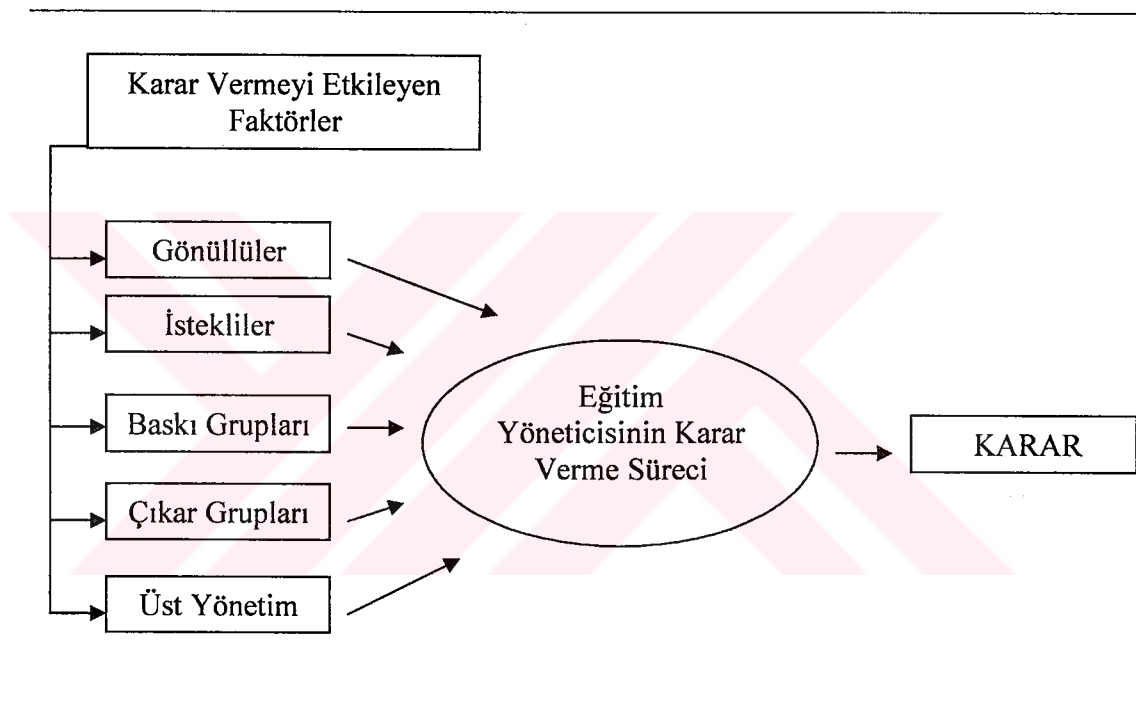 Karar Vermeyi Etkileyen
Faktörler
Gönüllüler
İstekliler
Baskı Grupları
Çıkar Grupları
Üst Yönetim
Eğitim
Yöneticisinin Karar
Verme Süreci
KARAR